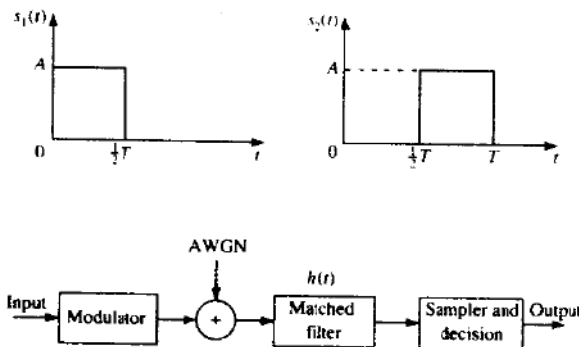 s₁(t)
s₂(t)
A
A
0
½T
t
0
½T
T
t
AWGN
h(t)
Input
Modulator
+
Matched
filter
Sampler and
decision
Output